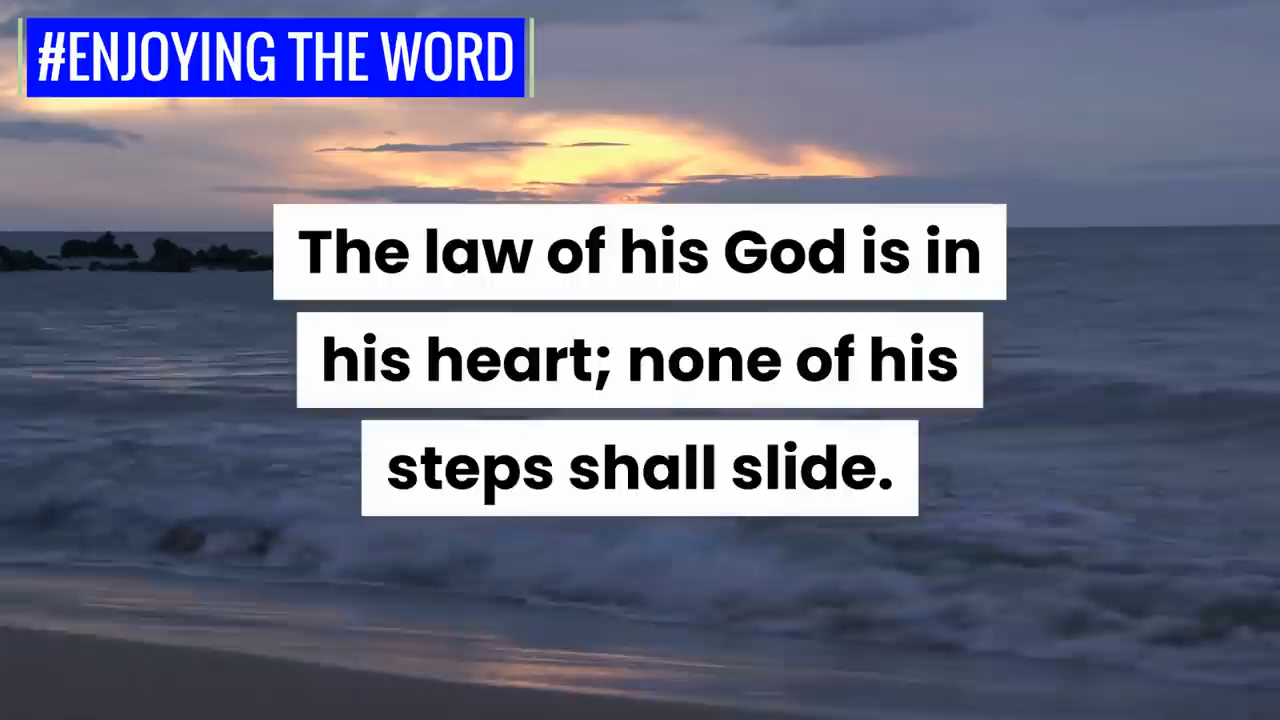 #ENJOYING THE WORD
The law of his God is in
his heart; none of his
steps shall slide.